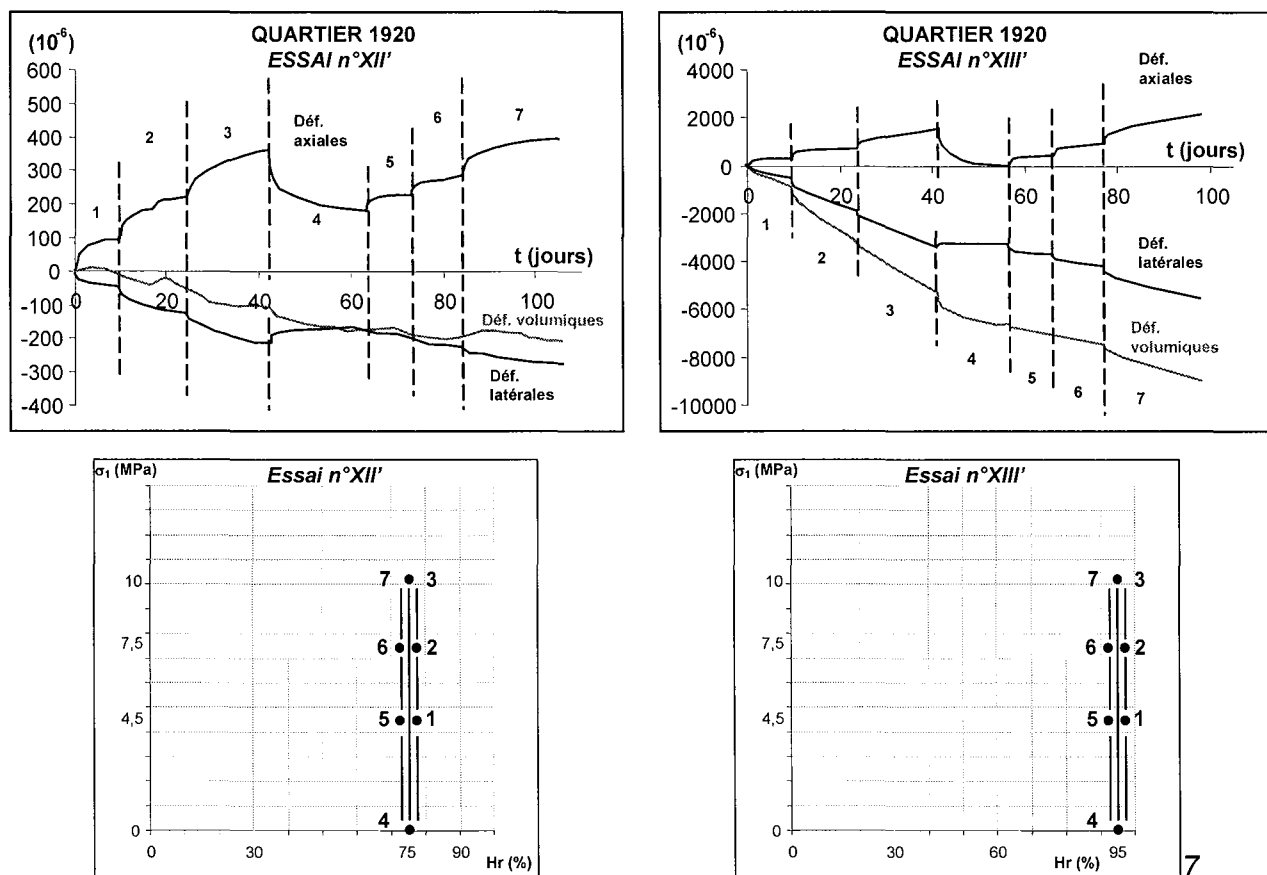 (10⁻⁶)
QUARTIER 1920
ESSAI n°XII'
600
500
400
300
200
100
0
-100
-200
-300
-400
0
20
40
60
80
100
t (jours)
1
2
3
4
5
6
7
Déf.
axiales
Déf. volumiques
Déf.
latérales
(10⁻⁶)
QUARTIER 1920
ESSAI n°XIII'
4000
2000
0
-2000
-4000
-6000
-8000
-10000
0
20
40
60
80
100
t (jours)
1
2
3
4
5
6
7
Déf.
axiales
Déf.
latérales
Déf.
volumiques
σ₁ (MPa)
Essai n°XII'
10
7,5
4,5
0
7 3
6 2
5 1
4
0 30 75 90
Hr (%)
σ₁ (MPa)
Essai n°XIII'
10
7,5
4,5
0
7 3
6 2
5 1
4
0 30 60 95
Hr (%)
7